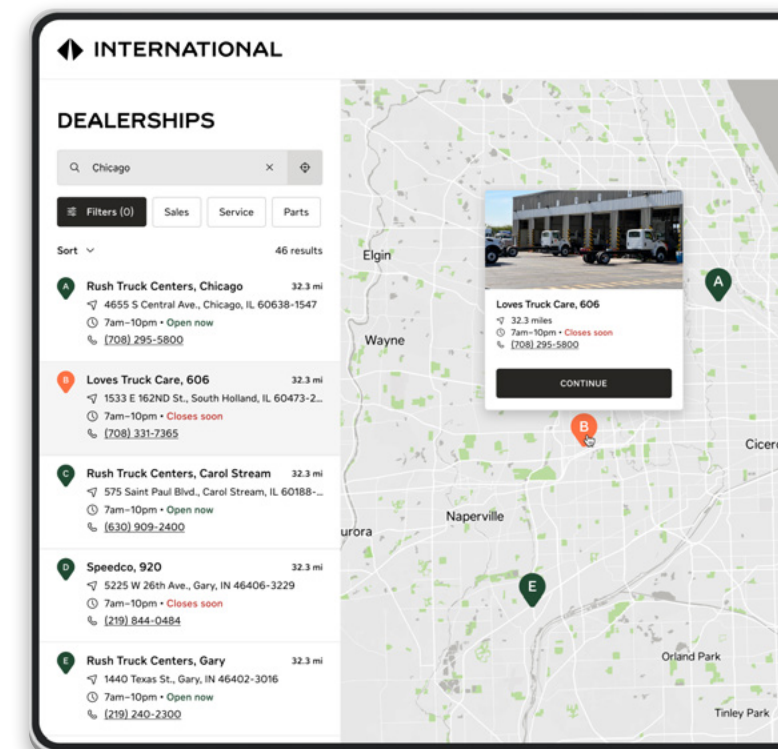 INTERNATIONAL
DEALERSHIPS
Chicago
Filters (0) Sales Service Parts
Sort 46 results
A Rush Truck Centers, Chicago 32.3 mi
4655 S Central Ave., Chicago, IL 60638-1547
7am–10pm • Open now
(708) 295-5800
B Loves Truck Care, 606 32.3 mi
1533 E 162ND St., South Holland, IL 60473-2...
7am–10pm • Closes soon
(708) 331-7365
C Rush Truck Centers, Carol Stream 32.3 mi
575 Saint Paul Blvd., Carol Stream, IL 60188-...
7am–10pm • Open now
(630) 909-2400
D Speedco, 920 32.3 mi
5225 W 26th Ave., Gary, IN 46406-3229
7am–10pm • Closes soon
(219) 844-0484
E Rush Truck Centers, Gary 32.3 mi
1440 Texas St., Gary, IN 46402-3016
7am–10pm • Open now
(219) 240-2300
Elgin
Wayne
Loves Truck Care, 606
32.3 miles
7am–10pm • Closes soon
(708) 295-5800
CONTINUE
A
B
Cicero
Naperville
urora
E
Orland Park
Tinley Park